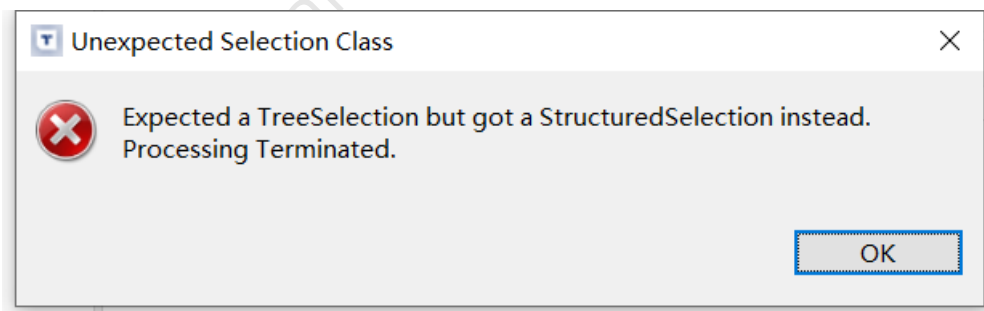 Unexpected Selection Class
Expected a TreeSelection but got a StructuredSelection instead.
Processing Terminated.
OK